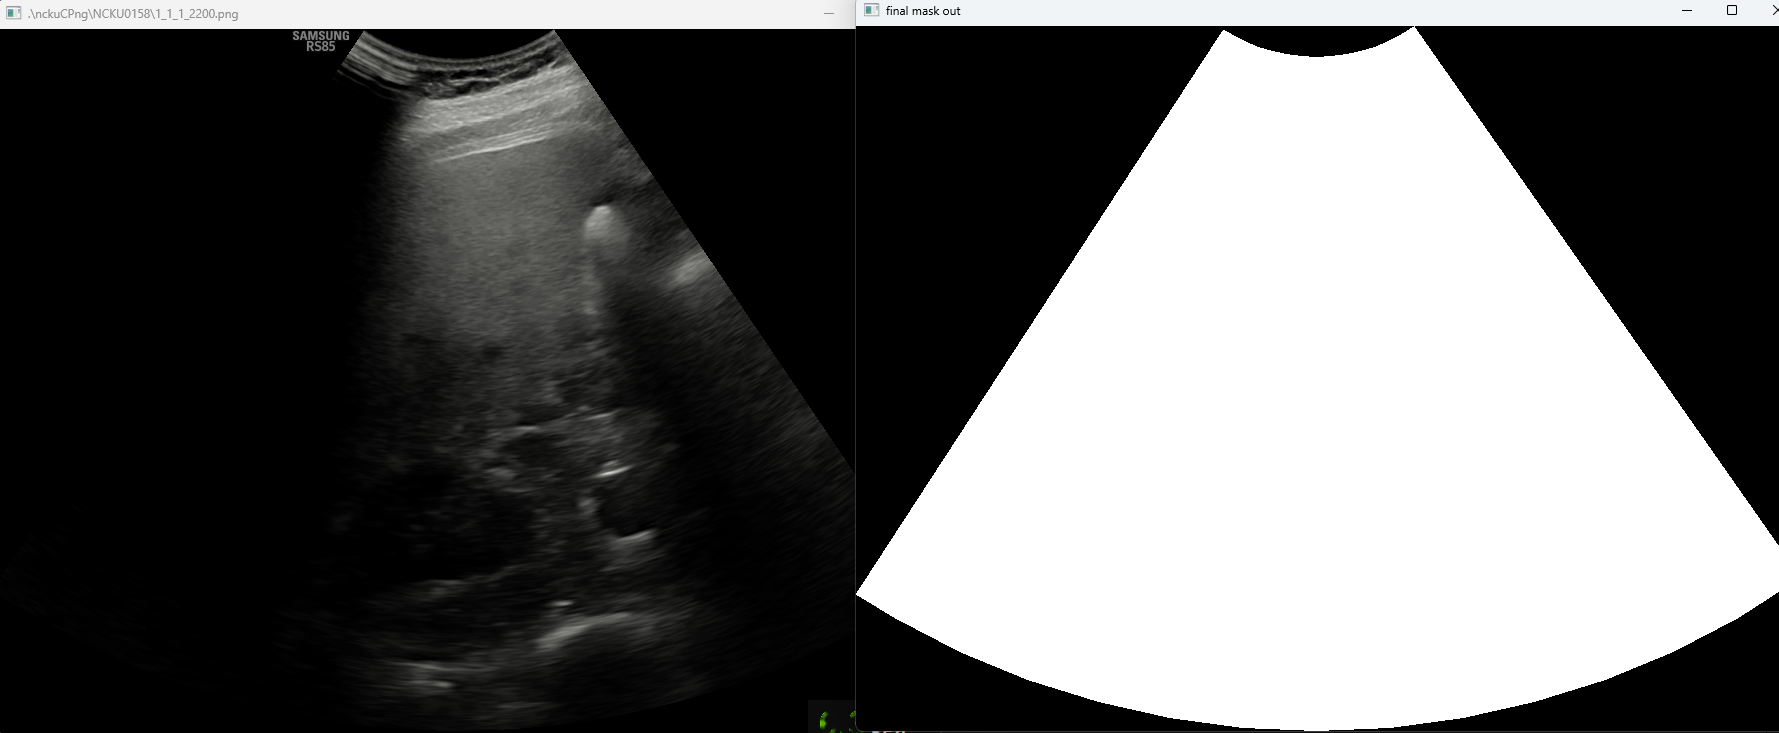 .\nckuCPng\NCKU0158\1_1_1_2200.png
final mask out
SAMSUNG
RS85